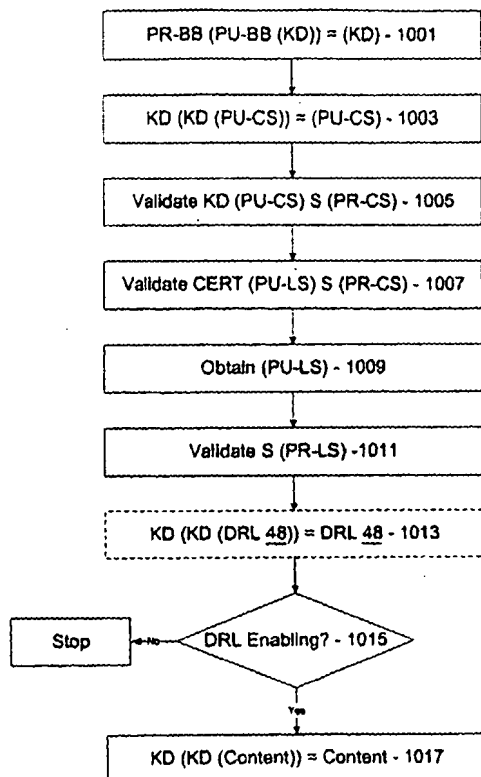 PR-BB (PU-BB (KD)) = (KD) - 1001
KD (KD (PU-CS)) = (PU-CS) - 1003
Validate KD (PU-CS) S (PR-CS) - 1005
Validate CERT (PU-LS) S (PR-CS) - 1007
Obtain (PU-LS) - 1009
Validate S (PR-LS) -1011
KD (KD (DRL 48)) = DRL 48 - 1013
Stop
No
DRL Enabling? - 1015
Yes
KD (KD (Content)) = Content - 1017